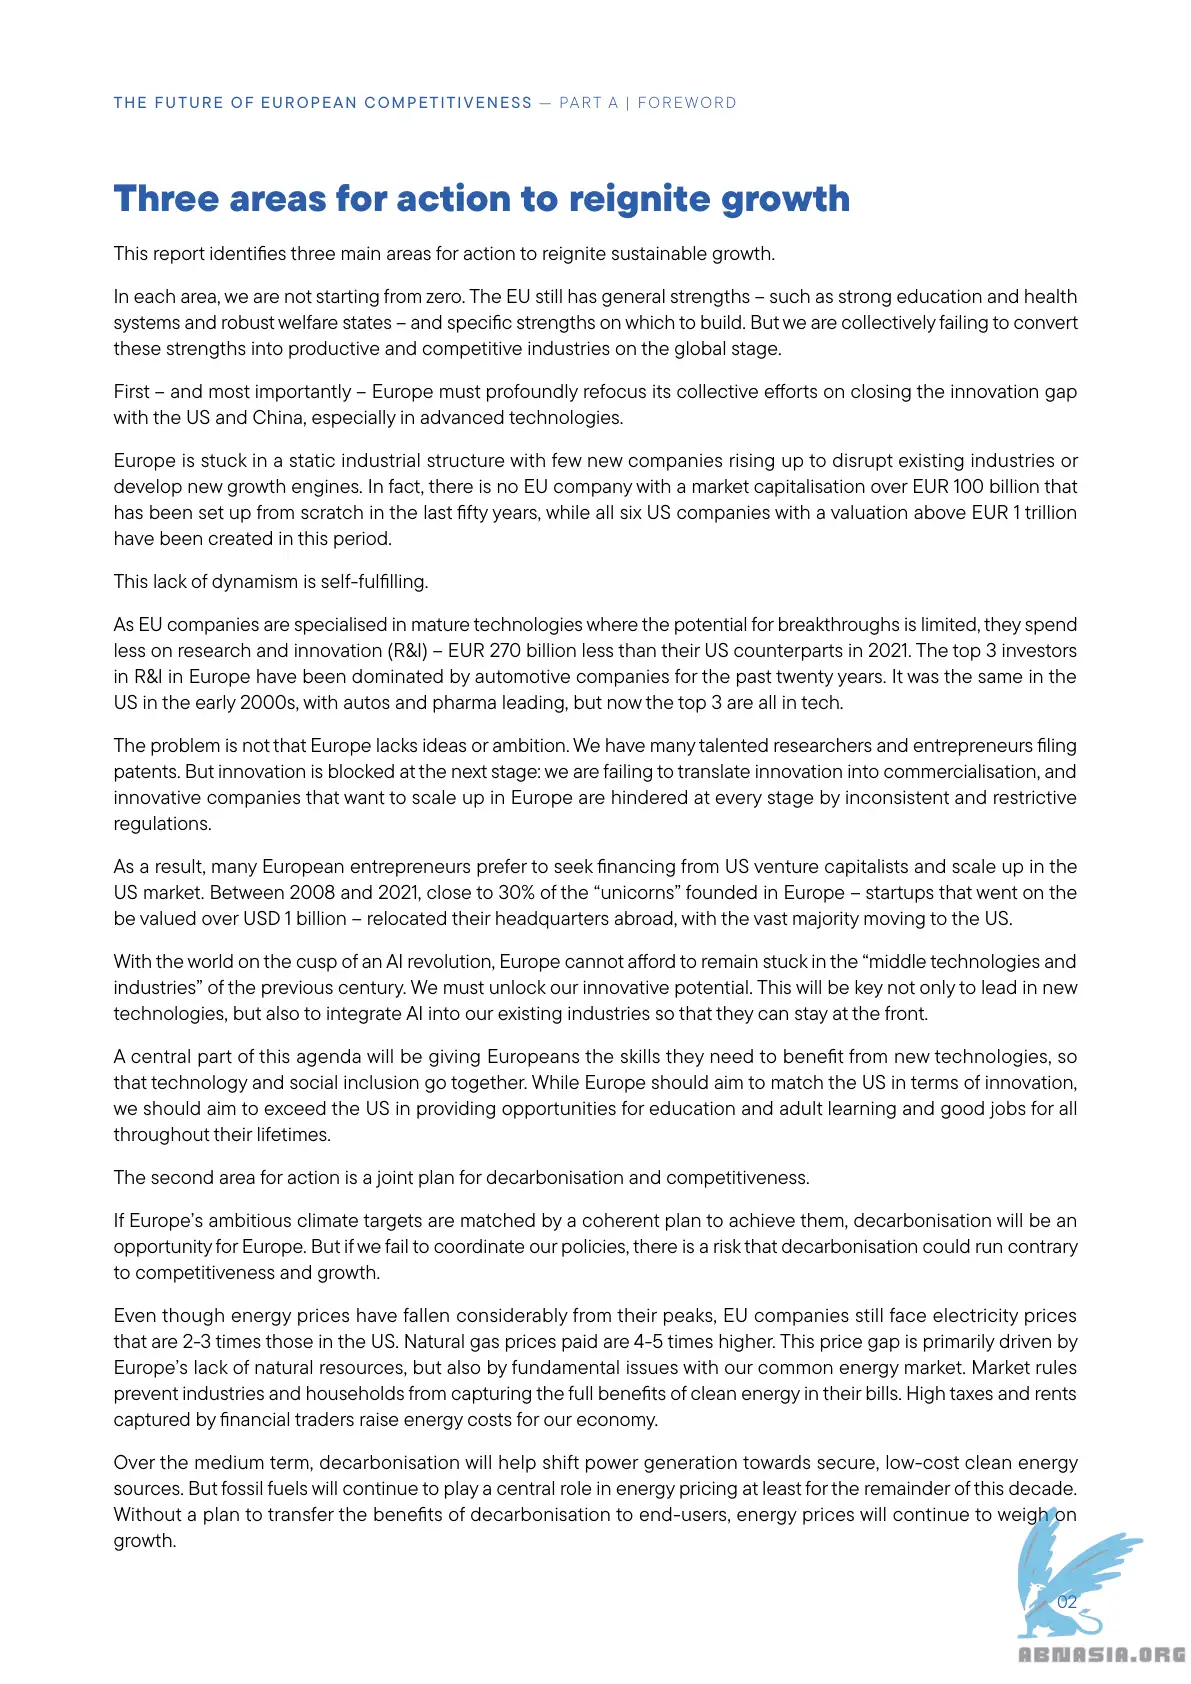 THE FUTURE OF EUROPEAN COMPETITIVENESS — PART A | FOREWORD
Three areas for action to reignite growth
This report identifies three main areas for action to reignite sustainable growth.
In each area, we are not starting from zero. The EU still has general strengths – such as strong education and health
systems and robust welfare states – and specific strengths on which to build. But we are collectively failing to convert
these strengths into productive and competitive industries on the global stage.
First – and most importantly – Europe must profoundly refocus its collective efforts on closing the innovation gap
with the US and China, especially in advanced technologies.
Europe is stuck in a static industrial structure with few new companies rising up to disrupt existing industries or
develop new growth engines. In fact, there is no EU company with a market capitalisation over EUR 100 billion that
has been set up from scratch in the last fifty years, while all six US companies with a valuation above EUR 1 trillion
have been created in this period.
This lack of dynamism is self-fulfilling.
As EU companies are specialised in mature technologies where the potential for breakthroughs is limited, they spend
less on research and innovation (R&I) – EUR 270 billion less than their US counterparts in 2021. The top 3 investors
in R&I in Europe have been dominated by automotive companies for the past twenty years. It was the same in the
US in the early 2000s, with autos and pharma leading, but now the top 3 are all in tech.
The problem is not that Europe lacks ideas or ambition. We have many talented researchers and entrepreneurs filing
patents. But innovation is blocked at the next stage: we are failing to translate innovation into commercialisation, and
innovative companies that want to scale up in Europe are hindered at every stage by inconsistent and restrictive
regulations.
As a result, many European entrepreneurs prefer to seek financing from US venture capitalists and scale up in the
US market. Between 2008 and 2021, close to 30% of the “unicorns” founded in Europe – startups that went on the
be valued over USD 1 billion – relocated their headquarters abroad, with the vast majority moving to the US.
With the world on the cusp of an AI revolution, Europe cannot afford to remain stuck in the “middle technologies and
industries” of the previous century. We must unlock our innovative potential. This will be key not only to lead in new
technologies, but also to integrate AI into our existing industries so that they can stay at the front.
A central part of this agenda will be giving Europeans the skills they need to benefit from new technologies, so
that technology and social inclusion go together. While Europe should aim to match the US in terms of innovation,
we should aim to exceed the US in providing opportunities for education and adult learning and good jobs for all
throughout their lifetimes.
The second area for action is a joint plan for decarbonisation and competitiveness.
If Europe’s ambitious climate targets are matched by a coherent plan to achieve them, decarbonisation will be an
opportunity for Europe. But if we fail to coordinate our policies, there is a risk that decarbonisation could run contrary
to competitiveness and growth.
Even though energy prices have fallen considerably from their peaks, EU companies still face electricity prices
that are 2-3 times those in the US. Natural gas prices paid are 4-5 times higher. This price gap is primarily driven by
Europe’s lack of natural resources, but also by fundamental issues with our common energy market. Market rules
prevent industries and households from capturing the full benefits of clean energy in their bills. High taxes and rents
captured by financial traders raise energy costs for our economy.
Over the medium term, decarbonisation will help shift power generation towards secure, low-cost clean energy
sources. But fossil fuels will continue to play a central role in energy pricing at least for the remainder of this decade.
Without a plan to transfer the benefits of decarbonisation to end-users, energy prices will continue to weigh on
growth.
02
ABNASIA.ORG